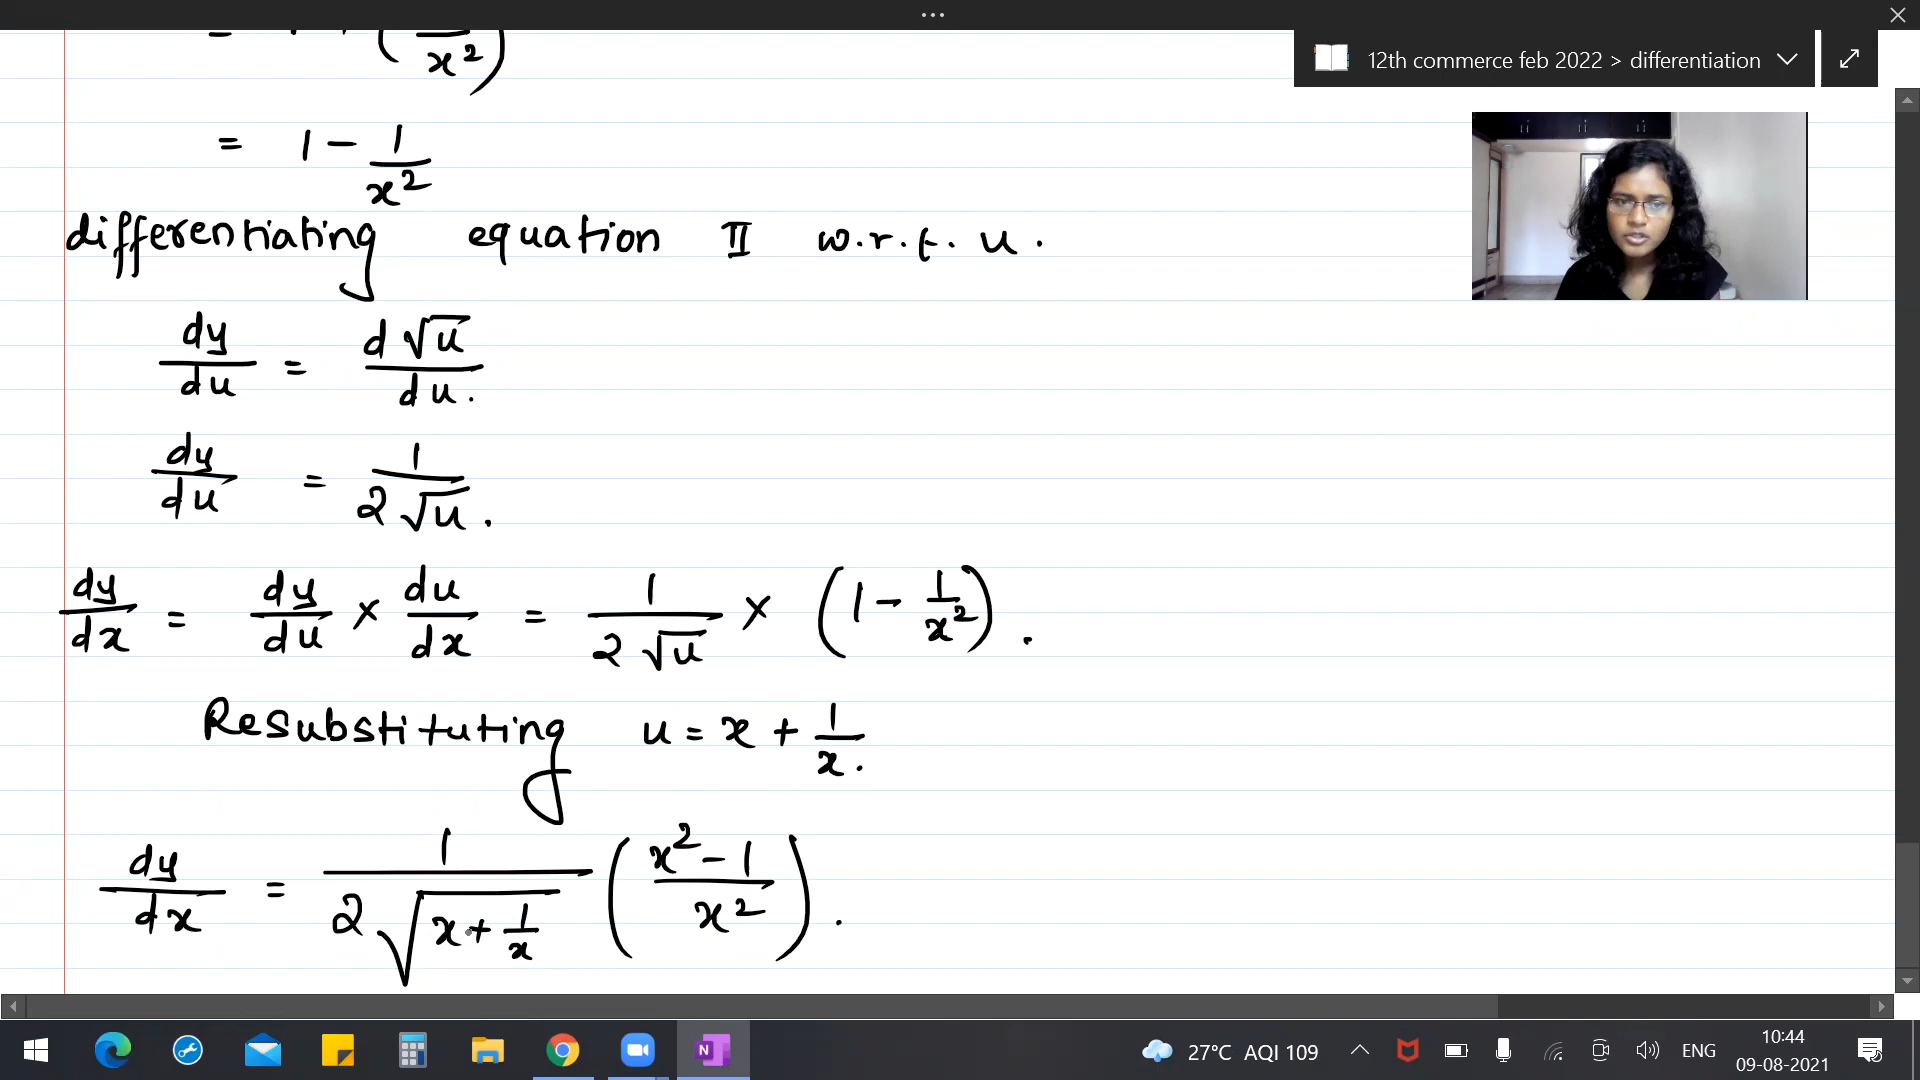 12th commerce feb 2022 > differentiation
x²)
= 1 - 1/x²
differentiating equation II w.r.t. u.
dy/du = d√u/du.
dy/du = 1/2√u.
dy/dx = dy/du × du/dx = 1/2√u × (1 - 1/x²).
Resubstituting u = x + 1/x.
dy/dx = 1/2√(x + 1/x) ((x² - 1)/x²).
27°C AQI 109
ENG
10:44
09-08-2021